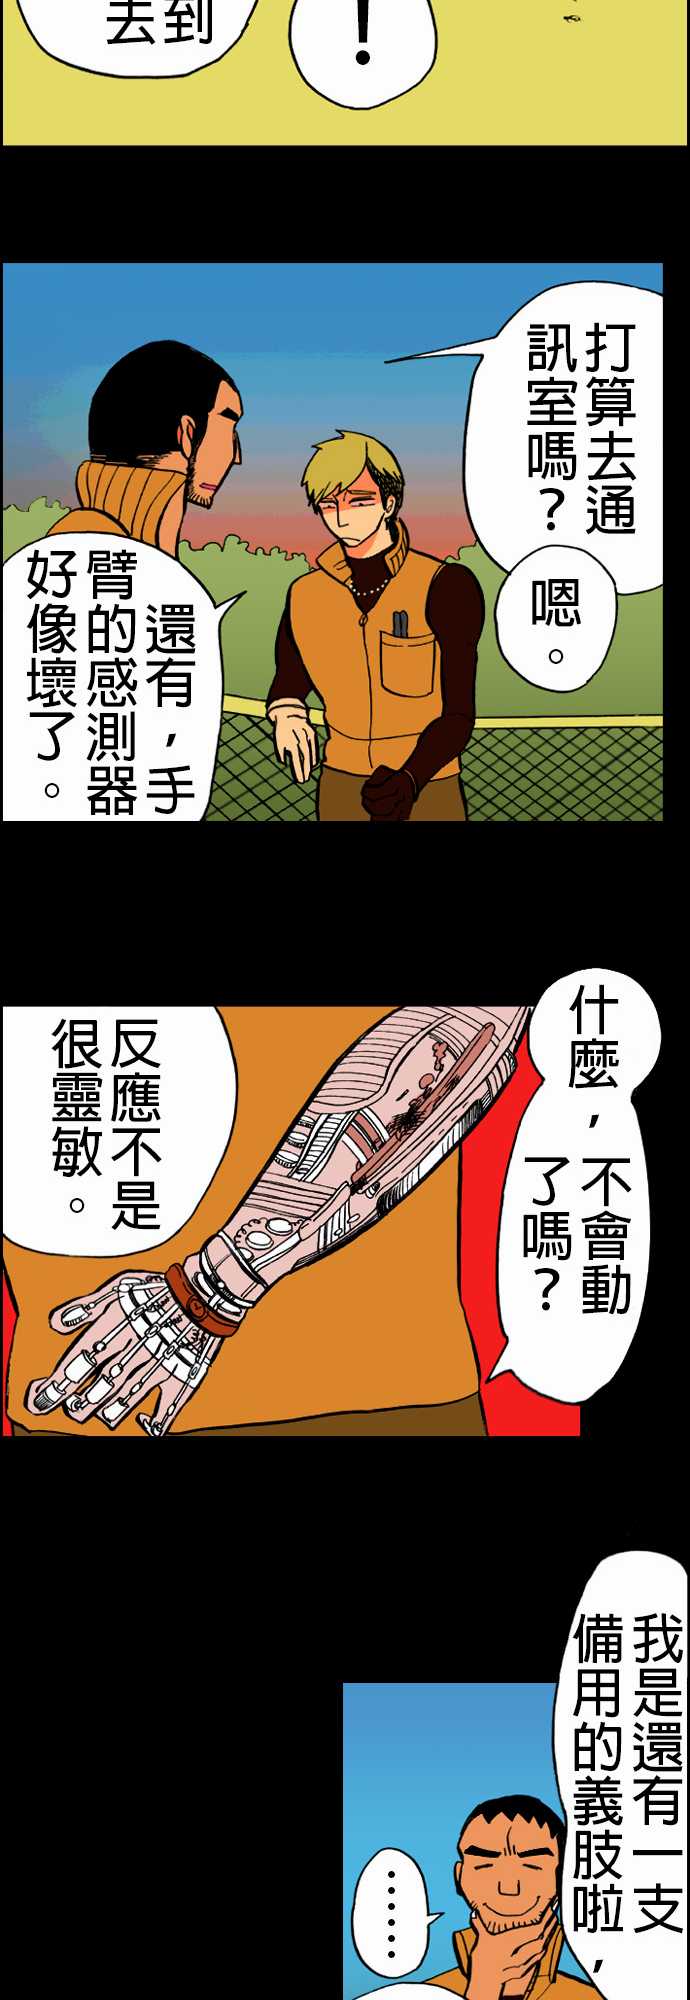 到
去
！
打算去通
訊室嗎？
嗯。
還有，手
臂的感測器
好像壞了。
什麼，不會動
了嗎？
反應不是
很靈敏。
我是還有一支
備用的義肢啦，
……